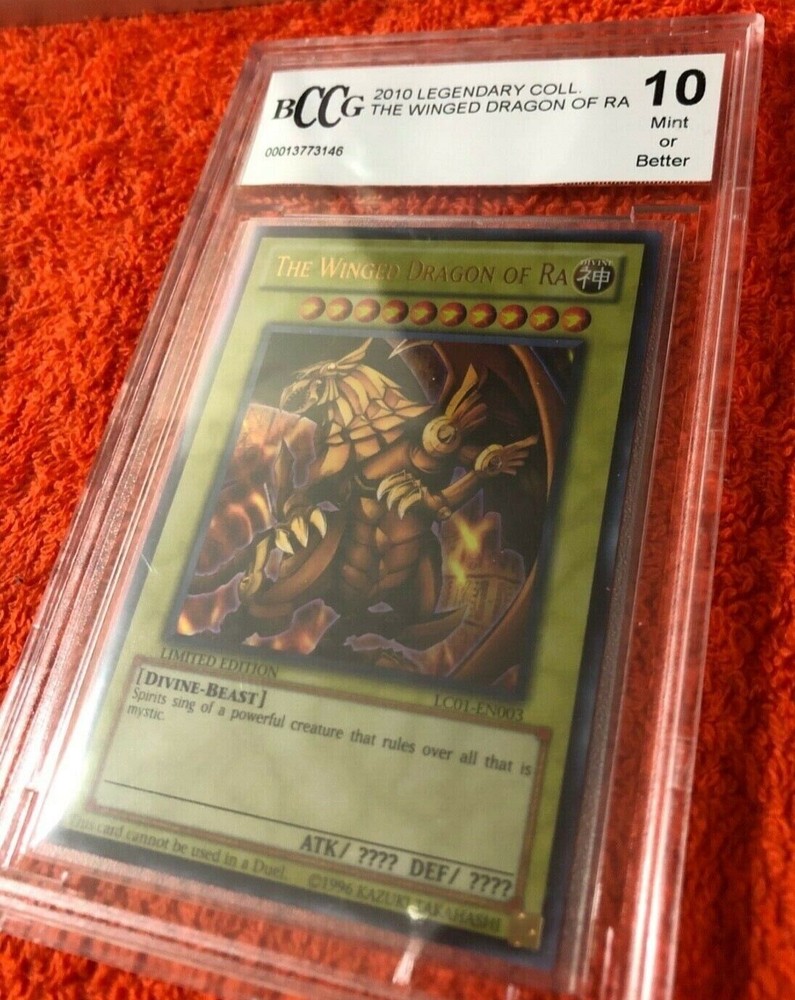 BCCG
2010 LEGENDARY COLL.
THE WINGED DRAGON OF RA
10
Mint
or
Better
00013773146
THE WINGED DRAGON OF RA
DIVINE
神
LIMITED EDITION
LC01-EN003
[DIVINE-BEAST]
Spirits sing of a powerful creature that rules over all that is
mystic.
ATK/ ???? DEF/ ????
This card cannot be used in a Duel.
©1996 KAZUKI TAKAHASHI